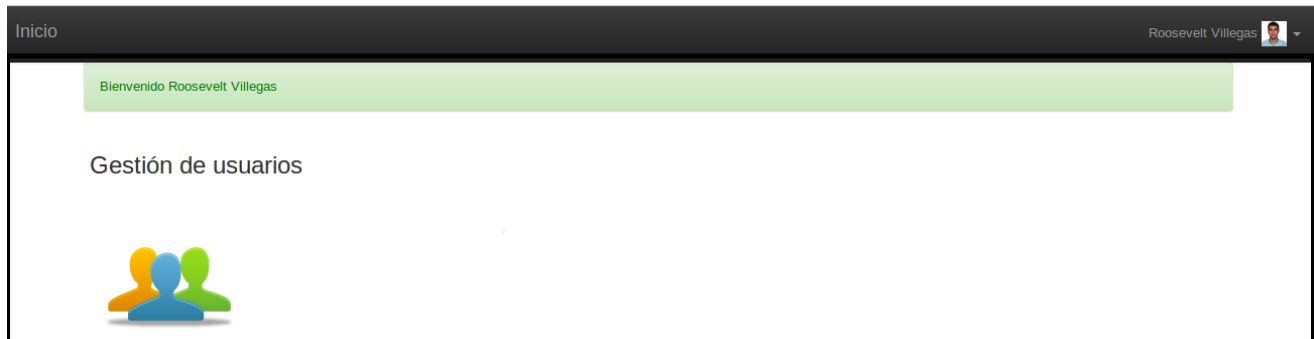 Inicio
Roosevelt Villegas
Bienvenido Roosevelt Villegas
Gestión de usuarios